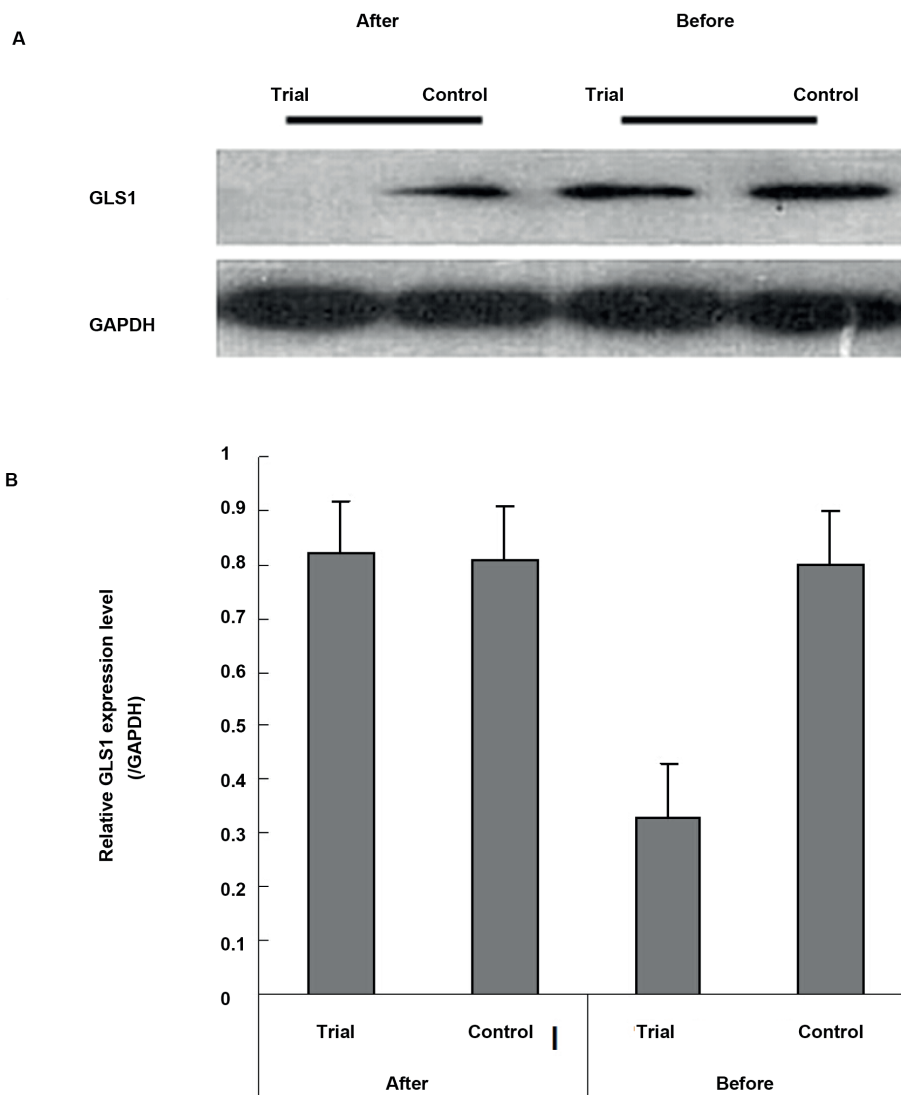 After Before
A
Trial Control Trial Control
GLS1
GAPDH
B
1
0.9
0.8
0.7
0.6
0.5
0.4
0.3
0.2
0.1
0
Relative GLS1 expression level
(/GAPDH)
Trial Control Trial Control
After Before